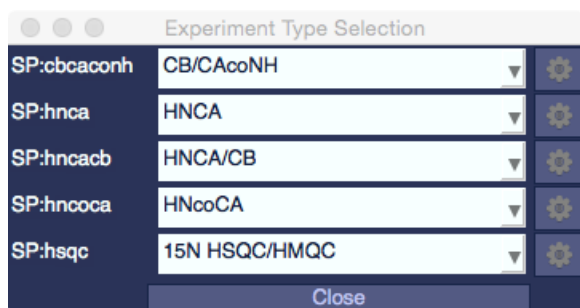 Experiment Type Selection
SP:cbcaconh CB/CAcoNH
SP:hnca HNCA
SP:hncacb HNCA/CB
SP:hncoca HNcoCA
SP:hsqc 15N HSQC/HMQC
Close